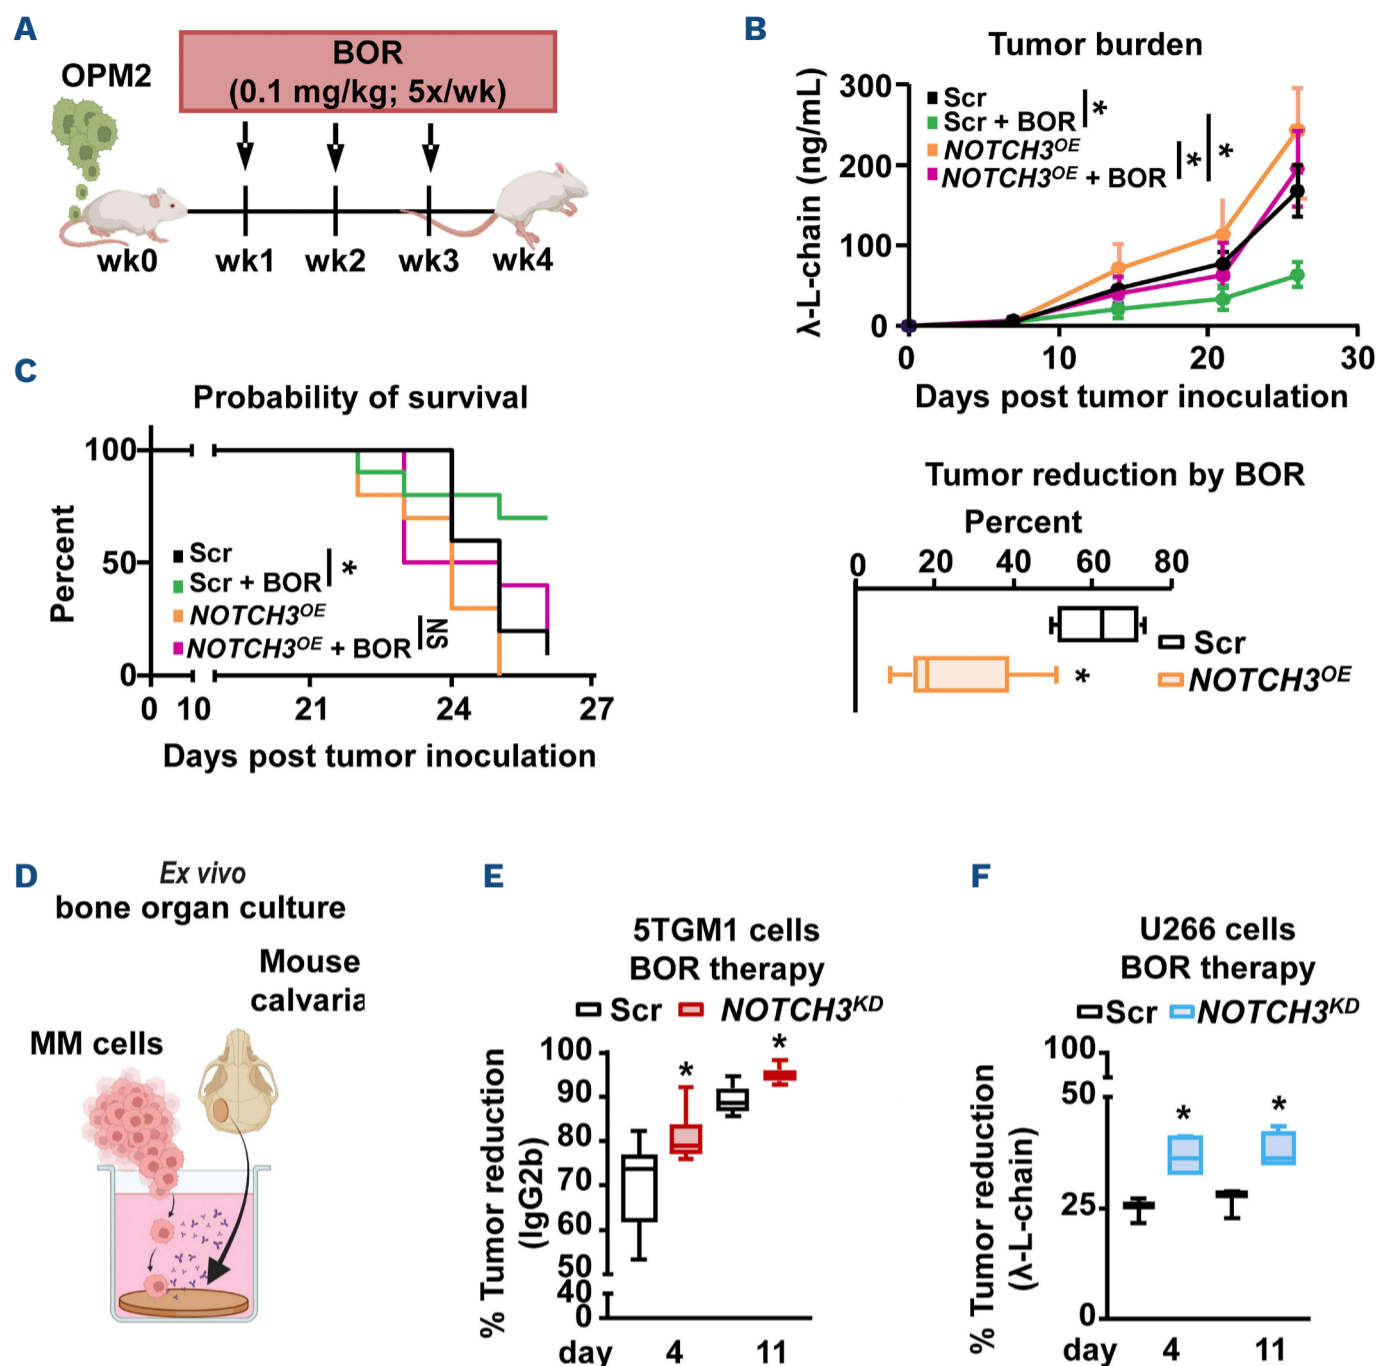 A
OPM2
BOR
(0.1 mg/kg; 5x/wk)
wk0 wk1 wk2 wk3 wk4
B
Tumor burden
λ-L-chain (ng/mL)
300
200
100
0
Scr
Scr + BOR
*
NOTCH3OE
NOTCH3OE + BOR
* *
0 10 20 30
Days post tumor inoculation
Tumor reduction by BOR
Percent
0 20 40 60 80
Scr
NOTCH3OE
*
C
Probability of survival
Percent
100
50
0
Scr
Scr + BOR
*
NOTCH3OE
NOTCH3OE + BOR
NS
0 10 21 24 27
Days post tumor inoculation
D
Ex vivo
bone organ culture
Mouse
calvaria
MM cells
E
5TGM1 cells
BOR therapy
Scr NOTCH3KD
% Tumor reduction
(IgG2b)
100
90
80
70
60
50
40
0
* *
day 4 11
F
U266 cells
BOR therapy
Scr NOTCH3KD
% Tumor reduction
(λ-L-chain)
100
50
25
0
* *
day 4 11